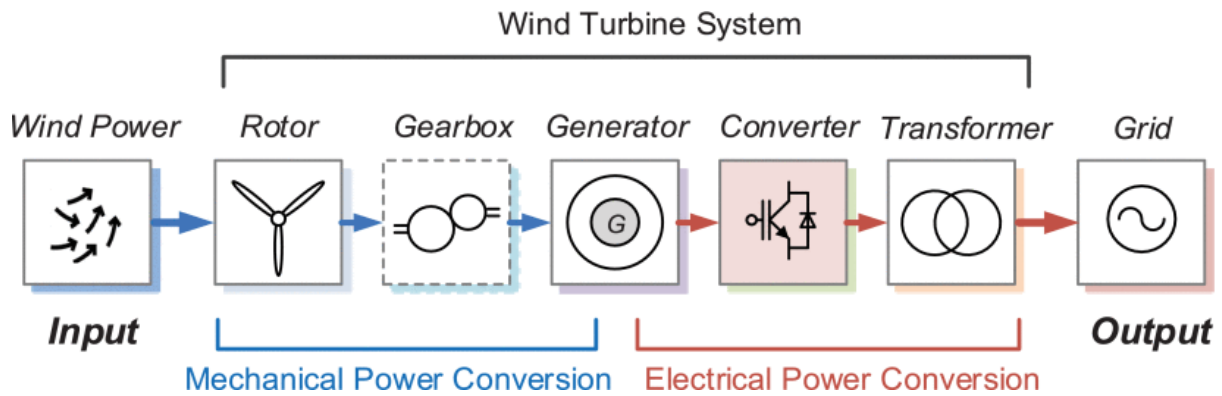 Wind Turbine System
Wind Power Rotor Gearbox Generator Converter Transformer Grid
G
Input Output
Mechanical Power Conversion Electrical Power Conversion